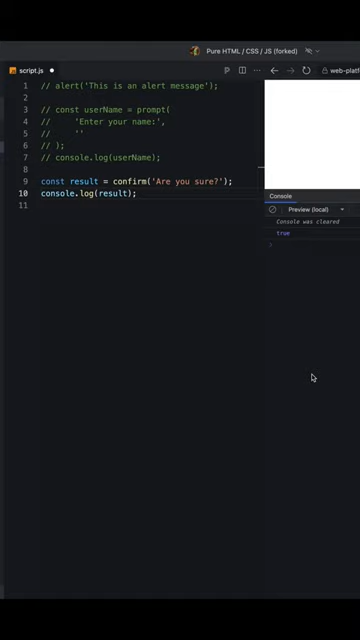 Pure HTML / CSS / JS (forked)
script.js
web-platf
1 // alert('This is an alert message');
2
3 // const userName = prompt(
4 //     'Enter your name:',
5 //     ''
6 // );
7 // console.log(userName);
8
9 const result = confirm('Are you sure?');
10 console.log(result);
11
Console
Preview (local)
Console was cleared
true